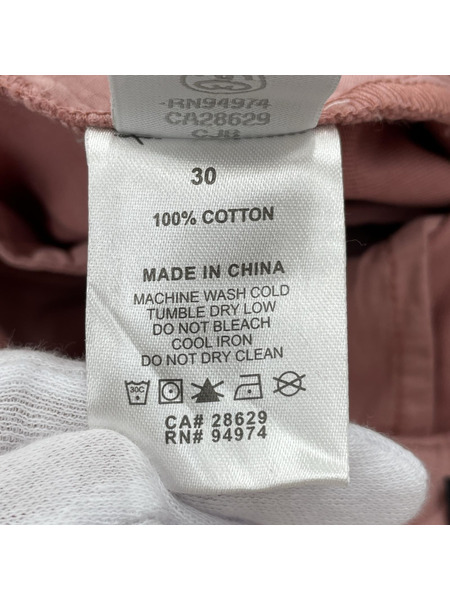 -RN94974
CA28629
CJB
30
100% COTTON
MADE IN CHINA
MACHINE WASH COLD
TUMBLE DRY LOW
DO NOT BLEACH
COOL IRON
DO NOT DRY CLEAN
30C
CA# 28629
RN# 94974